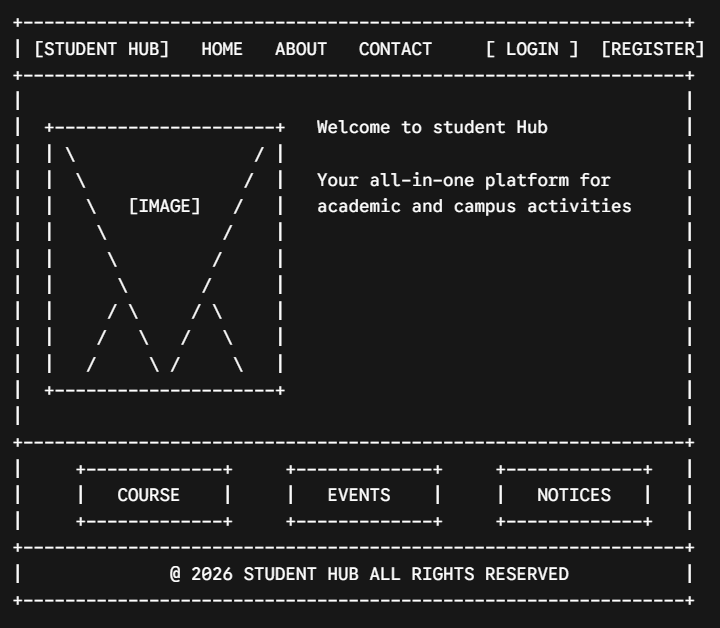 [STUDENT HUB] HOME ABOUT CONTACT [ LOGIN ] [REGISTER]
Welcome to student Hub
Your all-in-one platform for
[IMAGE] academic and campus activities
COURSE EVENTS NOTICES
@ 2026 STUDENT HUB ALL RIGHTS RESERVED